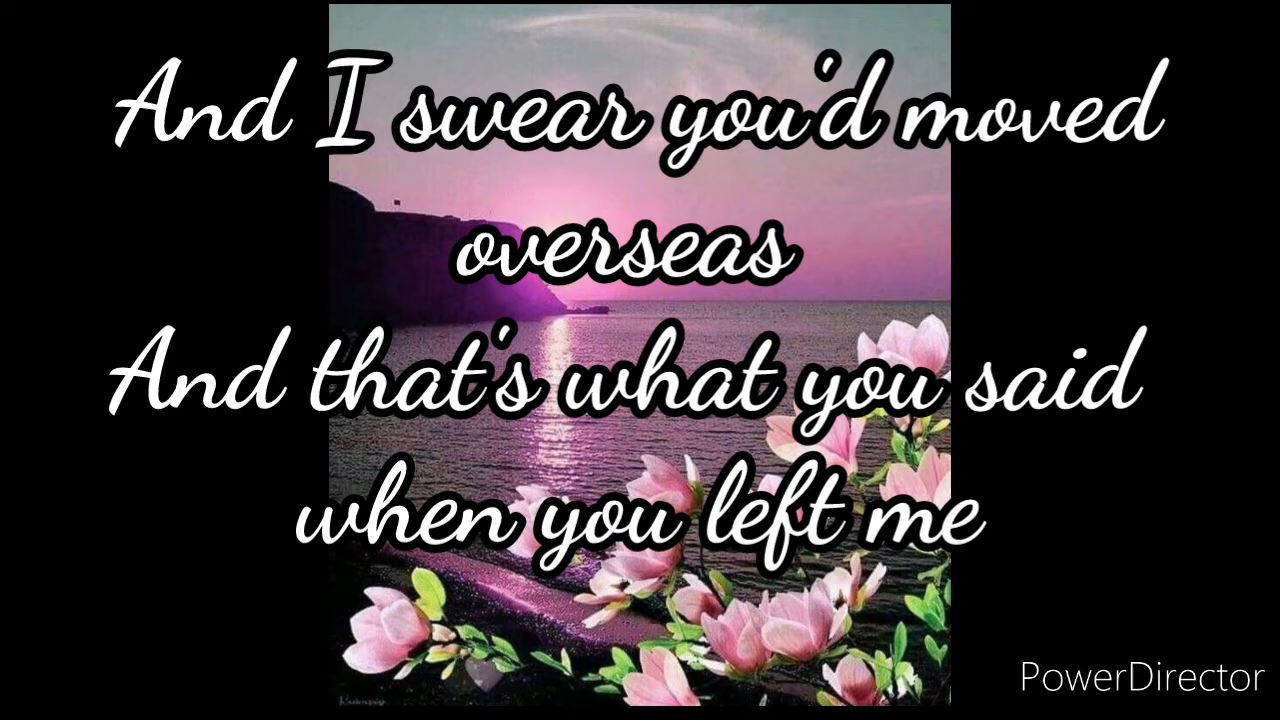 And I swear you'd moved
overseas
And that's what you said
when you left me
PowerDirector